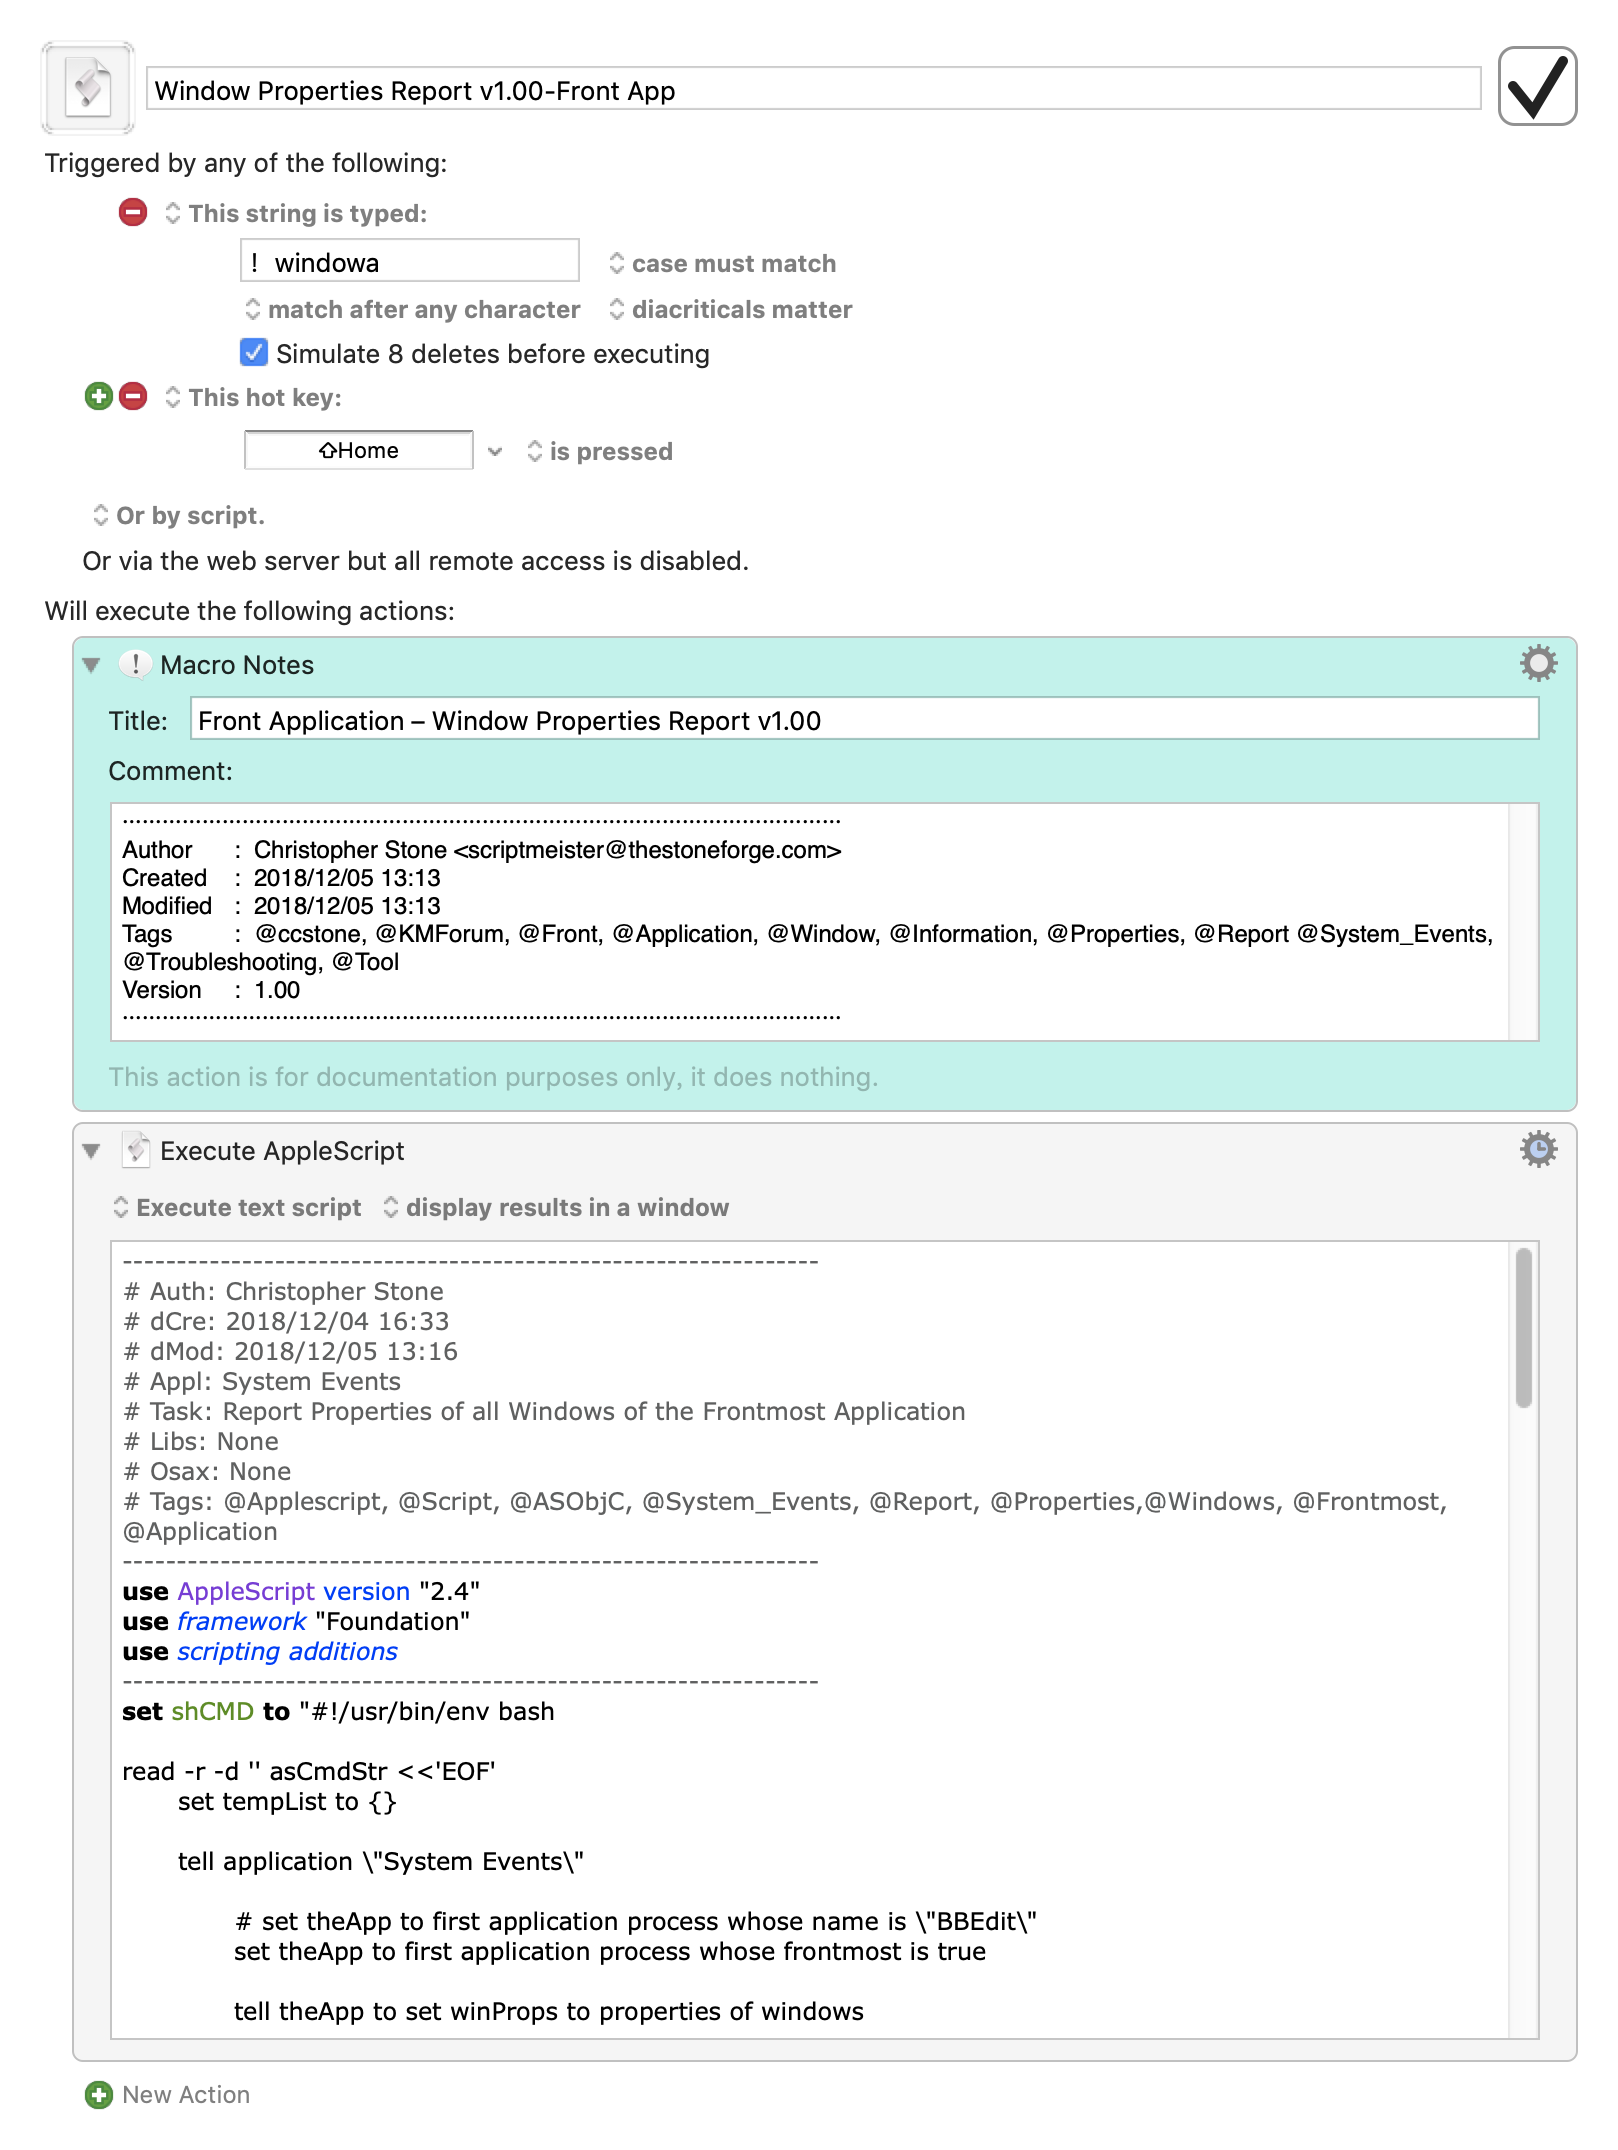 Window Properties Report v1.00-Front App
Triggered by any of the following:
This string is typed:
!  windowa
case must match
match after any character
diacriticals matter
Simulate 8 deletes before executing
This hot key:
⇧Home
is pressed
Or by script.
Or via the web server but all remote access is disabled.
Will execute the following actions:
Macro Notes
Title: Front Application – Window Properties Report v1.00
Comment:
Author : Christopher Stone <scriptmeister@thestoneforge.com>
Created : 2018/12/05 13:13
Modified : 2018/12/05 13:13
Tags : @ccstone, @KMForum, @Front, @Application, @Window, @Information, @Properties, @Report @System_Events,
@Troubleshooting, @Tool
Version : 1.00
This action is for documentation purposes only, it does nothing.
Execute AppleScript
Execute text script display results in a window
----------------------------------------------------------------
# Auth: Christopher Stone
# dCre: 2018/12/04 16:33
# dMod: 2018/12/05 13:16
# Appl: System Events
# Task: Report Properties of all Windows of the Frontmost Application
# Libs: None
# Osax: None
# Tags: @Applescript, @Script, @ASObjC, @System_Events, @Report, @Properties,@Windows, @Frontmost,
@Application
----------------------------------------------------------------
use AppleScript version "2.4"
use framework "Foundation"
use scripting additions
----------------------------------------------------------------
set shCMD to "#!/usr/bin/env bash
read -r -d '' asCmdStr <<'EOF'
set tempList to {}
tell application \"System Events\"
# set theApp to first application process whose name is \"BBEdit\"
set theApp to first application process whose frontmost is true
tell theApp to set winProps to properties of windows
New Action